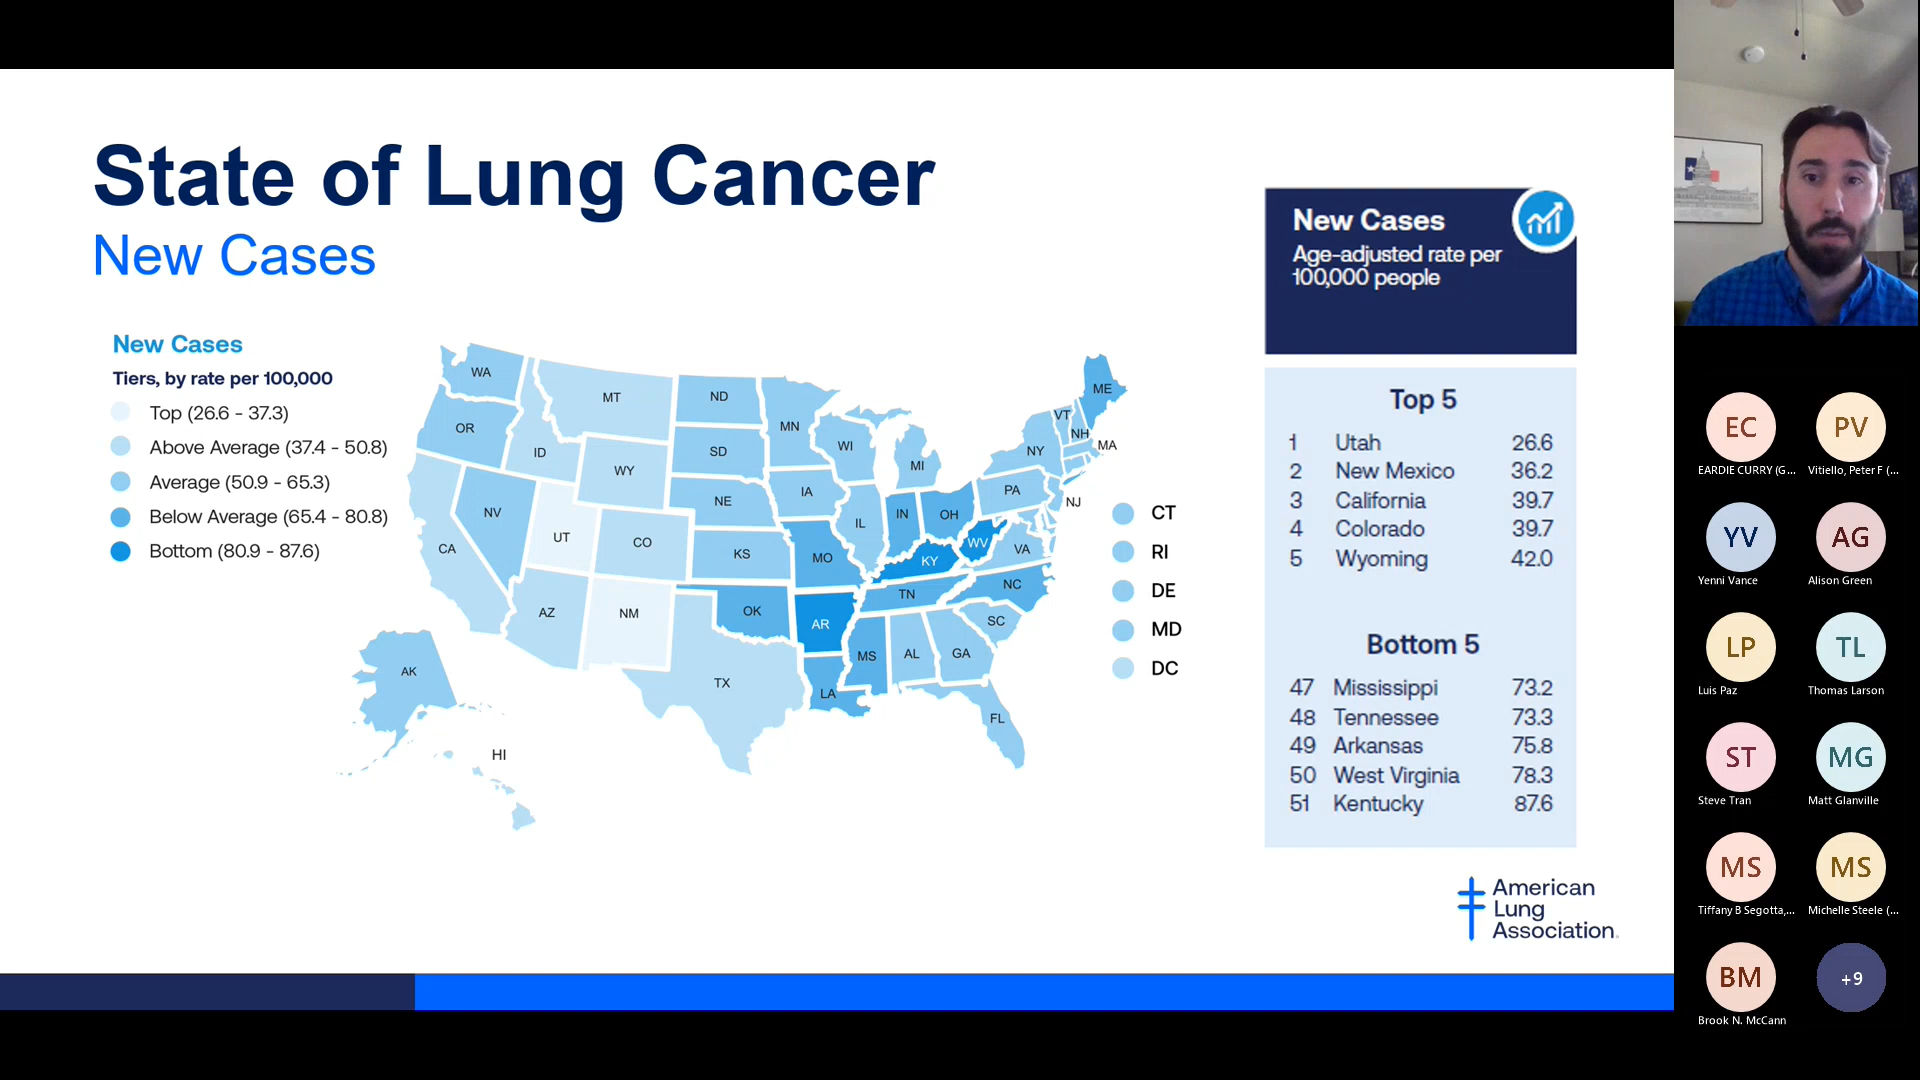 State of Lung Cancer
New Cases
New Cases
Tiers, by rate per 100,000
Top (26.6 - 37.3)
Above Average (37.4 - 50.8)
Average (50.9 - 65.3)
Below Average (65.4 - 80.8)
Bottom (80.9 - 87.6)
WA
OR
CA
NV
ID
MT
WY
UT
AZ
CO
NM
ND
SD
NE
KS
OK
TX
MN
IA
MO
AR
LA
WI
IL
MI
IN
OH
KY
TN
MS
AL
GA
FL
SC
NC
VA
WV
PA
NY
VT
NH
ME
MA
NJ
AK
HI
CT
RI
DE
MD
DC
New Cases
Age-adjusted rate per
100,000 people
Top 5
1 Utah 26.6
2 New Mexico 36.2
3 California 39.7
4 Colorado 39.7
5 Wyoming 42.0
Bottom 5
47 Mississippi 73.2
48 Tennessee 73.3
49 Arkansas 75.8
50 West Virginia 78.3
51 Kentucky 87.6
American
Lung
Association.
EC
EARDIE CURRY (G...
PV
Vitiello, Peter F (...
YV
Yenni Vance
AG
Alison Green
LP
Luis Paz
TL
Thomas Larson
ST
Steve Tran
MG
Matt Glanville
MS
Tiffany B Segotta,...
MS
Michelle Steele (...
BM
Brook N. McCann
+9